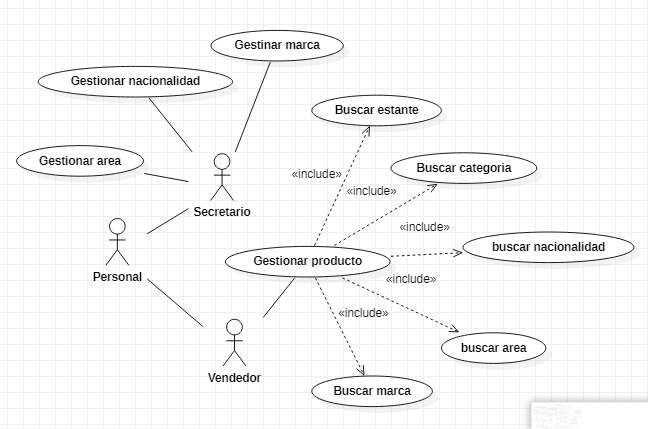 Gestinar marca
Gestionar nacionalidad
Buscar estante
Gestionar area
Buscar categoria
«include»
«include»
Secretario
«include»
buscar nacionalidad
Gestionar producto
Personal
«include»
«include»
buscar area
Vendedor
Buscar marca